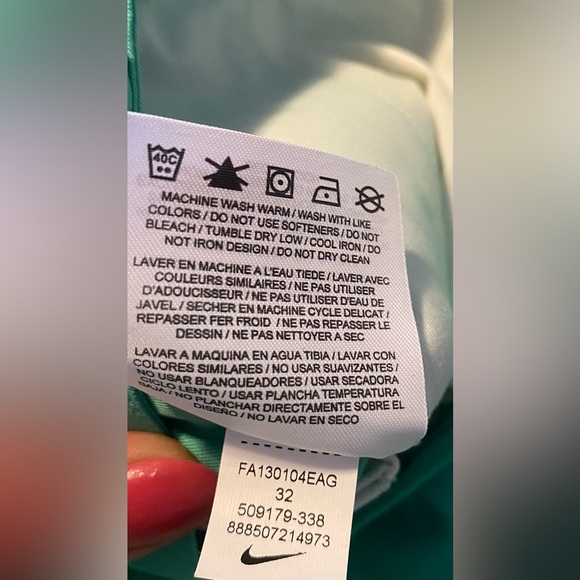 40C
MACHINE WASH WARM / WASH WITH LIKE
COLORS / DO NOT USE SOFTENERS / DO NOT
BLEACH / TUMBLE DRY LOW / COOL IRON / DO
NOT IRON DESIGN / DO NOT DRY CLEAN
LAVER EN MACHINE A L'EAU TIEDE / LAVER AVEC
COULEURS SIMILAIRES / NE PAS UTILISER
D'ADOUCISSEUR / NE PAS UTILISER D'EAU DE
JAVEL / SECHER EN MACHINE CYCLE DELICAT /
REPASSER FER FROID / NE PAS REPASSER LE
DESSIN / NE PAS NETTOYER A SEC
LAVAR A MAQUINA EN AGUA TIBIA / LAVAR CON
COLORES SIMILARES / NO USAR SUAVIZANTES /
NO USAR BLANQUEADORES / USAR SECADORA
CICLO LENTO / USAR PLANCHA TEMPERATURA
BAJA / NO PLANCHAR DIRECTAMENTE SOBRE EL
DISEÑO / NO LAVAR EN SECO
FA130104EAG
32
509179-338
888507214973